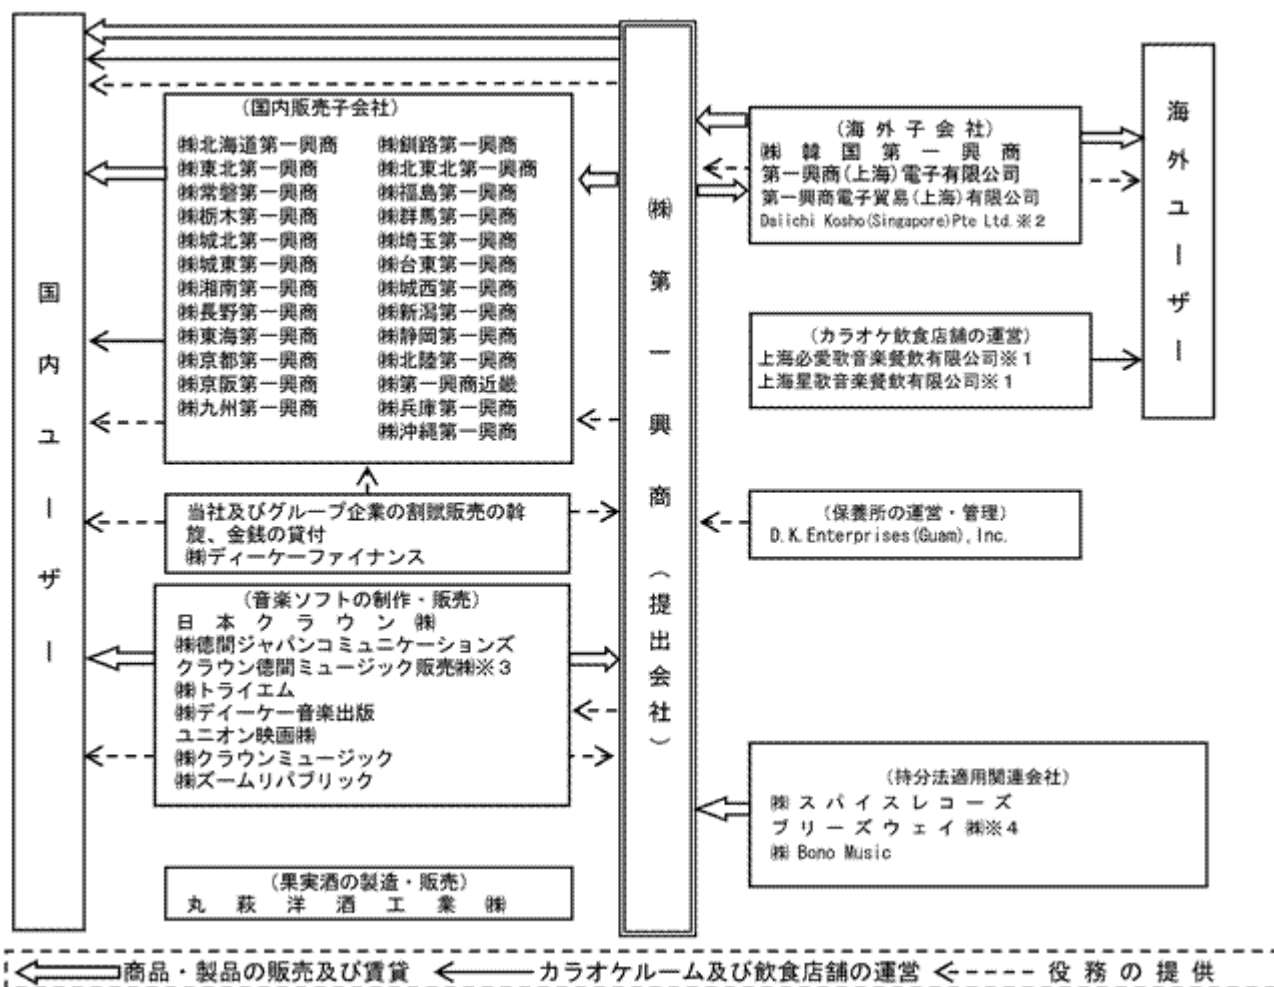 国内ユーザー
(国内販売子会社)
㈱北海道第一興商
㈱東北第一興商
㈱常磐第一興商
㈱栃木第一興商
㈱城北第一興商
㈱城東第一興商
㈱湘南第一興商
㈱長野第一興商
㈱東海第一興商
㈱京都第一興商
㈱京阪第一興商
㈱九州第一興商
㈱釧路第一興商
㈱北東北第一興商
㈱福島第一興商
㈱群馬第一興商
㈱埼玉第一興商
㈱台東第一興商
㈱城西第一興商
㈱新潟第一興商
㈱静岡第一興商
㈱北陸第一興商
㈱第一興商近畿
㈱兵庫第一興商
㈱沖縄第一興商
当社及びグループ企業の割賦販売の斡
旋、金銭の貸付
㈱ディーケーファイナンス
(音楽ソフトの制作・販売)
日本クラウン㈱
㈱徳間ジャパンコミュニケーションズ
クラウン徳間ミュージック販売㈱※3
㈱トライエム
㈱デイーケー音楽出版
ユニオン映画㈱
㈱クラウンミュージック
㈱ズームリパブリック
(果実酒の製造・販売)
丸萩洋酒工業㈱
㈱第一興商(提出会社)
(海外子会社)
㈱韓国第一興商
第一興商(上海)電子有限公司
第一興商電子貿易(上海)有限公司
Daiichi Kosho(Singapore)Pte Ltd.※2
(カラオケ飲食店舗の運営)
上海必愛歌音楽餐飲有限公司※1
上海星歌音楽餐飲有限公司※1
(保養所の運営・管理)
D.K.Enterprises(Guam),Inc.
(持分法適用関連会社)
㈱スパイスレコーズ
ブリーズウェイ㈱※4
㈱Bono Music
海外ユーザー
商品・製品の販売及び賃貸 カラオケルーム及び飲食店舗の運営 役務の提供